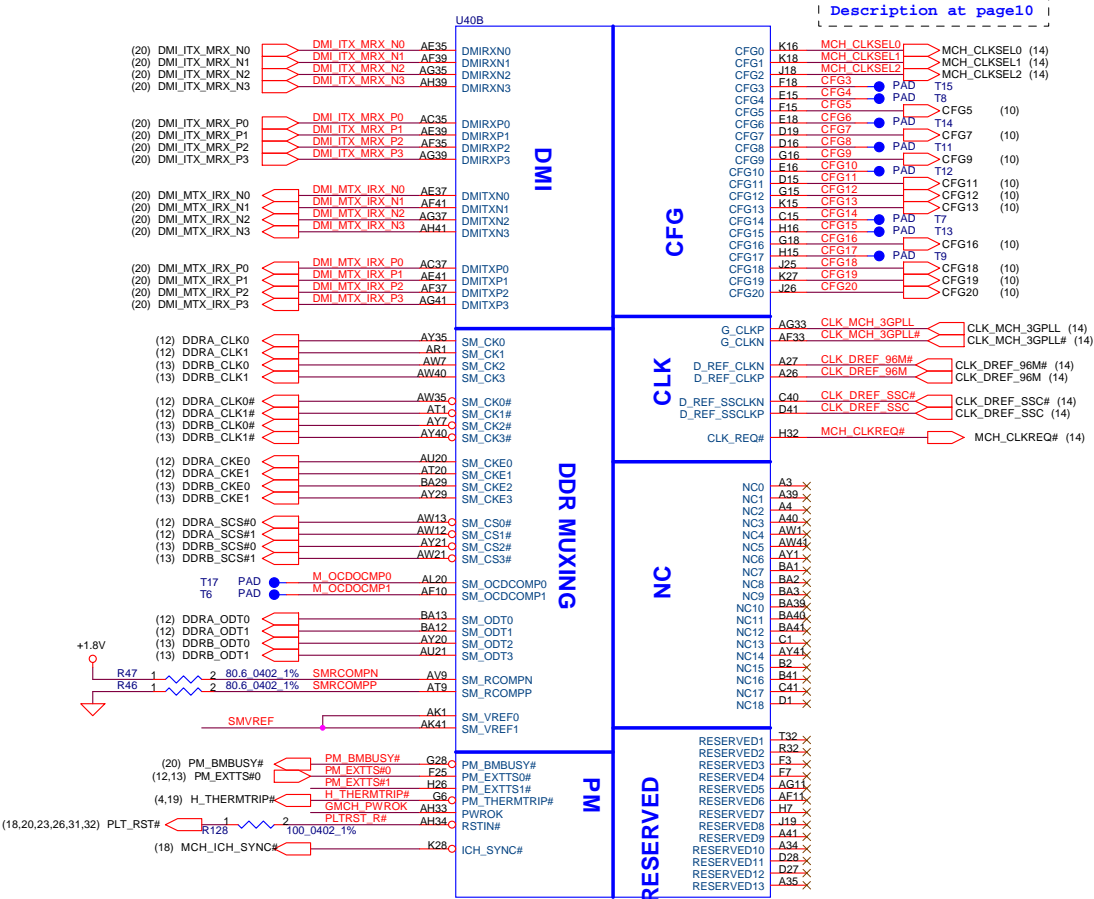 Description at page10
U40B
(20) DMI_ITX_MRX_N0 DMI_ITX_MRX_N0 AE35 DMIRXN0
(20) DMI_ITX_MRX_N1 DMI_ITX_MRX_N1 AF39 DMIRXN1
(20) DMI_ITX_MRX_N2 DMI_ITX_MRX_N2 AG35 DMIRXN2
(20) DMI_ITX_MRX_N3 DMI_ITX_MRX_N3 AH39 DMIRXN3
(20) DMI_ITX_MRX_P0 DMI_ITX_MRX_P0 AC35 DMIRXP0
(20) DMI_ITX_MRX_P1 DMI_ITX_MRX_P1 AE39 DMIRXP1
(20) DMI_ITX_MRX_P2 DMI_ITX_MRX_P2 AF35 DMIRXP2
(20) DMI_ITX_MRX_P3 DMI_ITX_MRX_P3 AG39 DMIRXP3
(20) DMI_MTX_IRX_N0 DMI_MTX_IRX_N0 AE37 DMITXN0
(20) DMI_MTX_IRX_N1 DMI_MTX_IRX_N1 AF41 DMITXN1
(20) DMI_MTX_IRX_N2 DMI_MTX_IRX_N2 AG37 DMITXN2
(20) DMI_MTX_IRX_N3 DMI_MTX_IRX_N3 AH41 DMITXN3
(20) DMI_MTX_IRX_P0 DMI_MTX_IRX_P0 AC37 DMITXP0
(20) DMI_MTX_IRX_P1 DMI_MTX_IRX_P1 AE41 DMITXP1
(20) DMI_MTX_IRX_P2 DMI_MTX_IRX_P2 AF37 DMITXP2
(20) DMI_MTX_IRX_P3 DMI_MTX_IRX_P3 AG41 DMITXP3
DMI
(12) DDRA_CLK0 AY35 SM_CK0
(12) DDRA_CLK1 AR1 SM_CK1
(13) DDRB_CLK0 AW7 SM_CK2
(13) DDRB_CLK1 AW40 SM_CK3
(12) DDRA_CLK0# AW35 SM_CK0#
(12) DDRA_CLK1# AT1 SM_CK1#
(13) DDRB_CLK0# AY7 SM_CK2#
(13) DDRB_CLK1# AY40 SM_CK3#
(12) DDRA_CKE0 AU20 SM_CKE0
(12) DDRA_CKE1 AT20 SM_CKE1
(13) DDRB_CKE0 BA29 SM_CKE2
(13) DDRB_CKE1 AY29 SM_CKE3
(12) DDRA_SCS#0 AW13 SM_CS0#
(12) DDRA_SCS#1 AW12 SM_CS1#
(13) DDRB_SCS#0 AY21 SM_CS2#
(13) DDRB_SCS#1 AW21 SM_CS3#
T17 PAD M_OCDOCMP0 AL20 SM_OCDCOMP0
T6 PAD M_OCDOCMP1 AF10 SM_OCDCOMP1
(12) DDRA_ODT0 BA13 SM_ODT0
(12) DDRA_ODT1 BA12 SM_ODT1
(13) DDRB_ODT0 AY20 SM_ODT2
(13) DDRB_ODT1 AU21 SM_ODT3
+1.8V
R47 1 2 80.6_0402_1% SMRCOMPN AV9 SM_RCOMPN
R46 1 2 80.6_0402_1% SMRCOMPP AT9 SM_RCOMPP
AK1 SM_VREF0
SMVREF AK41 SM_VREF1
DDR MUXING
(20) PM_BMBUSY# PM_BMBUSY# G28 PM_BMBUSY#
(12,13) PM_EXTTS#0 PM_EXTTS#0 F25 PM_EXTTS0#
PM_EXTTS#1 H26 PM_EXTTS1#
(4,19) H_THERMTRIP# H_THERMTRIP# G6 PM_THERMTRIP#
GMCH_PWROK AH33 PWROK
(18,20,23,26,31,32) PLT_RST# R128 1 2 100_0402_1% PLTRST_R# AH34 RSTIN#
(18) MCH_ICH_SYNC# K28 ICH_SYNC#
PM
CFG
CFG0 K16 MCH_CLKSEL0 MCH_CLKSEL0 (14)
CFG1 K18 MCH_CLKSEL1 MCH_CLKSEL1 (14)
CFG2 J18 MCH_CLKSEL2 MCH_CLKSEL2 (14)
CFG3 F18 CFG3 PAD T15
CFG4 E15 CFG4 PAD T8
CFG5 F15 CFG5 CFG5 (10)
CFG6 E18 CFG6 PAD T14
CFG7 D19 CFG7 CFG7 (10)
CFG8 D16 CFG8 PAD T11
CFG9 G16 CFG9 CFG9 (10)
CFG10 E16 CFG10 PAD T12
CFG11 D15 CFG11 CFG11 (10)
CFG12 G15 CFG12 CFG12 (10)
CFG13 K15 CFG13 CFG13 (10)
CFG14 C15 CFG14 PAD T7
CFG15 H16 CFG15 PAD T13
CFG16 G18 CFG16 CFG16 (10)
CFG17 H15 CFG17 PAD T9
CFG18 J25 CFG18 CFG18 (10)
CFG19 K27 CFG19 CFG19 (10)
CFG20 J26 CFG20 CFG20 (10)
CLK
G_CLKP AG33 CLK_MCH_3GPLL CLK_MCH_3GPLL (14)
G_CLKN AF33 CLK_MCH_3GPLL# CLK_MCH_3GPLL# (14)
D_REF_CLKN A27 CLK_DREF_96M# CLK_DREF_96M# (14)
D_REF_CLKP A26 CLK_DREF_96M CLK_DREF_96M (14)
D_REF_SSCLKN C40 CLK_DREF_SSC# CLK_DREF_SSC# (14)
D_REF_SSCLKP D41 CLK_DREF_SSC CLK_DREF_SSC (14)
CLK_REQ# H32 MCH_CLKREQ# MCH_CLKREQ# (14)
NC
NC0 A3
NC1 A39
NC2 A4
NC3 A40
NC4 AW1
NC5 AW41
NC6 AY1
NC7 BA1
NC8 BA2
NC9 BA3
NC10 BA39
NC11 BA40
NC12 BA41
NC13 C1
NC14 AY41
NC15 B2
NC16 B41
NC17 C41
NC18 D1
RESERVED
RESERVED1 T32
RESERVED2 R32
RESERVED3 F3
RESERVED4 F7
RESERVED5 AG11
RESERVED6 AF11
RESERVED7 H7
RESERVED8 J19
RESERVED9 A41
RESERVED10 A34
RESERVED11 D28
RESERVED12 D27
RESERVED13 A35